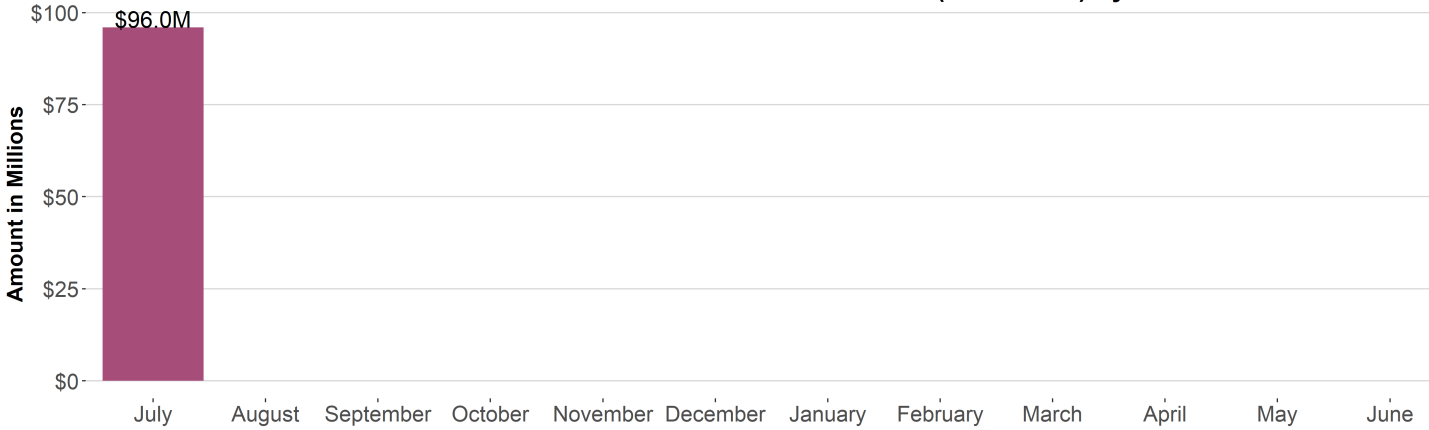 $100
$96.0M
$75
$50
$25
$0
Amount in Millions
July August September October November December January February March April May June